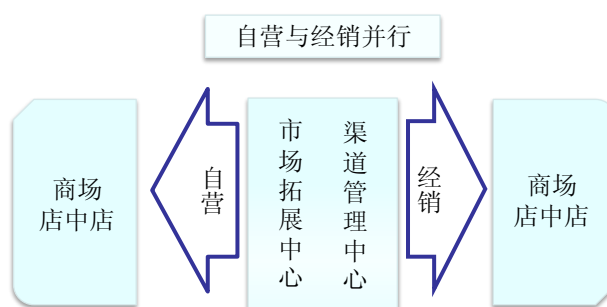 自营与经销并行
商场
店中店
自营
市场拓展中心
渠道管理中心
经销
商场
店中店